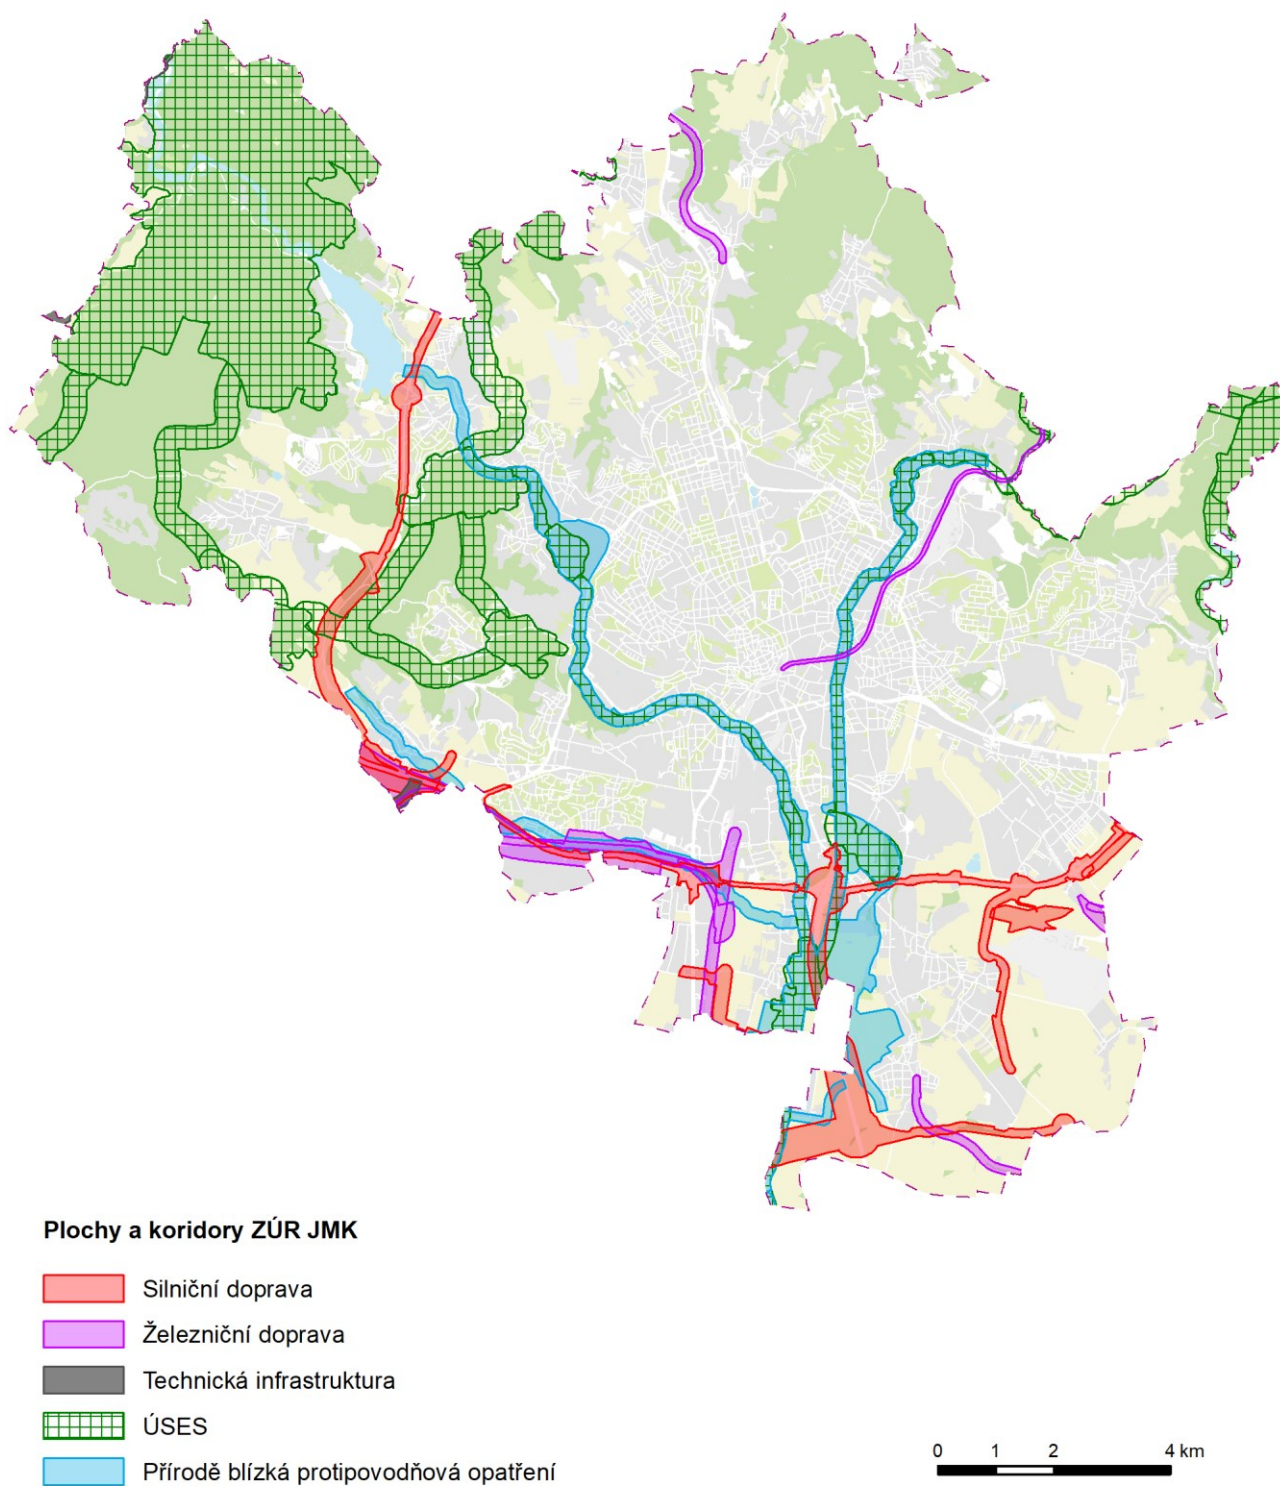 Plochy a koridory ZÚR JMK
Silniční doprava
Železniční doprava
Technická infrastruktura
ÚSES
Přírodě blízká protipovodňová opatření
0 1 2 4 km